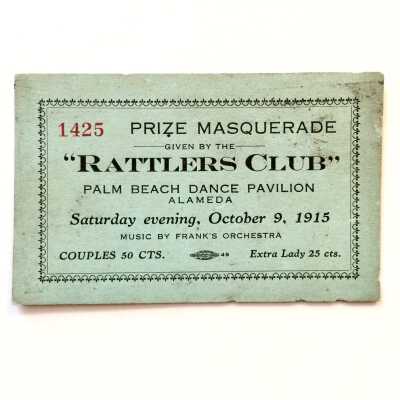 1425 PRIZE MASQUERADE
GIVEN BY THE
"RATTLERS CLUB"
PALM BEACH DANCE PAVILION
ALAMEDA
Saturday evening, October 9, 1915
MUSIC BY FRANK'S ORCHESTRA
COUPLES 50 CTS. 49 Extra Lady 25 cts.